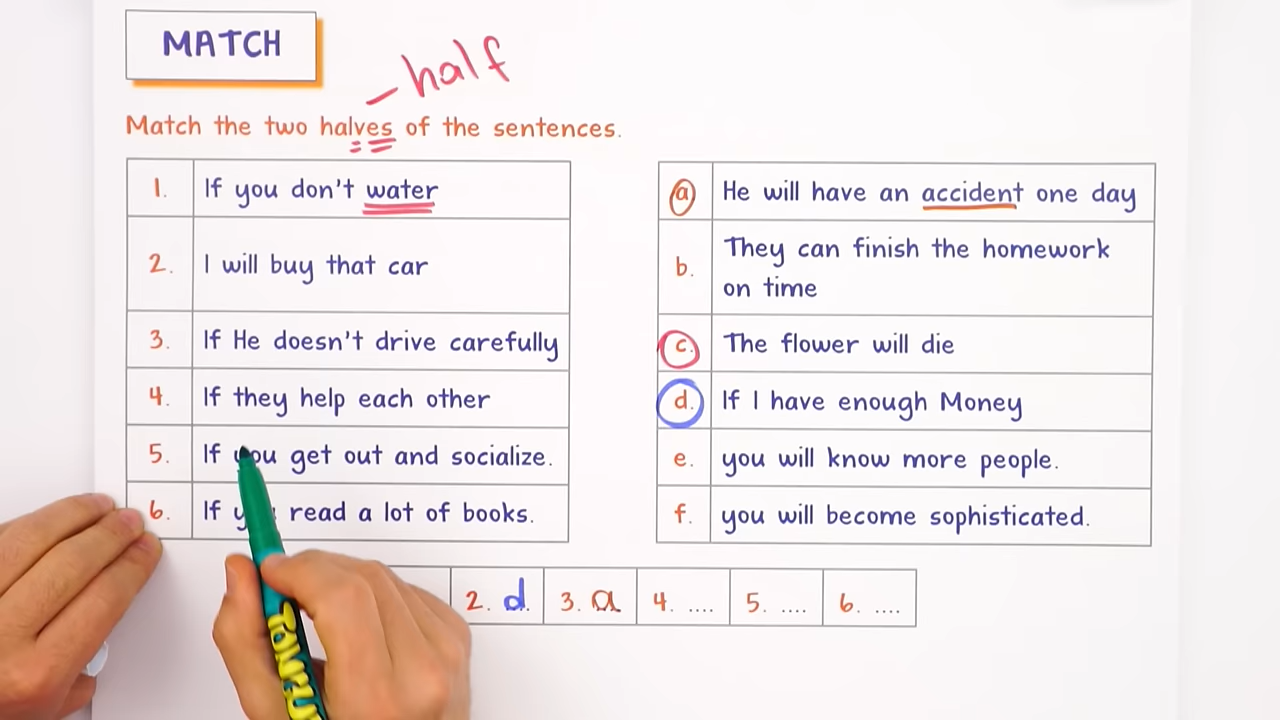 MATCH
half
Match the two halves of the sentences.
1. If you don't water
2. I will buy that car
3. If He doesn't drive carefully
4. If they help each other
5. If you get out and socialize.
6. If read a lot of books.
a. He will have an accident one day
b. They can finish the homework
on time
c. The flower will die
d. If I have enough Money
e. you will know more people.
f. you will become sophisticated.
2. d. 3. a 4. .... 5. .... 6. ....